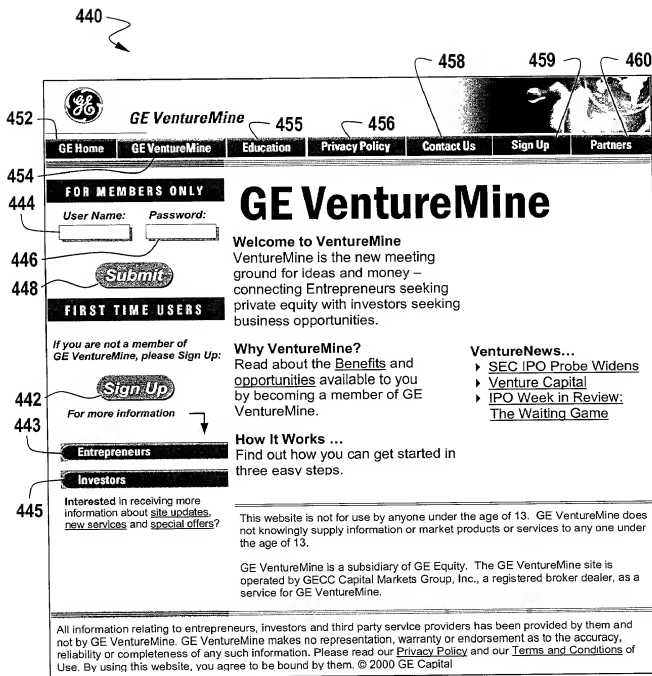 440
458 459 460
GE
GE VentureMine
452 455 456
GE Home GE VentureMine Education Privacy Policy Contact Us Sign Up Partners
454
FOR MEMBERS ONLY
444
User Name: Password:
446
448
Submit
FIRST TIME USERS
If you are not a member of
GE VentureMine, please Sign Up:
442
Sign Up
For more information
443
Entrepreneurs
Investors
445
Interested in receiving more
information about site updates,
new services and special offers?
GE VentureMine
Welcome to VentureMine
VentureMine is the new meeting
ground for ideas and money –
connecting Entrepreneurs seeking
private equity with investors seeking
business opportunities.
Why VentureMine?
Read about the Benefits and
opportunities available to you
by becoming a member of GE
VentureMine.
How It Works ...
Find out how you can get started in
three easy steps.
VentureNews...
SEC IPO Probe Widens
Venture Capital
IPO Week in Review:
The Waiting Game
This website is not for use by anyone under the age of 13. GE VentureMine does
not knowingly supply information or market products or services to any one under
the age of 13.
GE VentureMine is a subsidiary of GE Equity. The GE VentureMine site is
operated by GECC Capital Markets Group, Inc., a registered broker dealer, as a
service for GE VentureMine.
All information relating to entrepreneurs, investors and third party service providers has been provided by them and
not by GE VentureMine. GE VentureMine makes no representation, warranty or endorsement as to the accuracy,
reliability or completeness of any such information. Please read our Privacy Policy and our Terms and Conditions of
Use. By using this website, you agree to be bound by them. © 2000 GE Capital